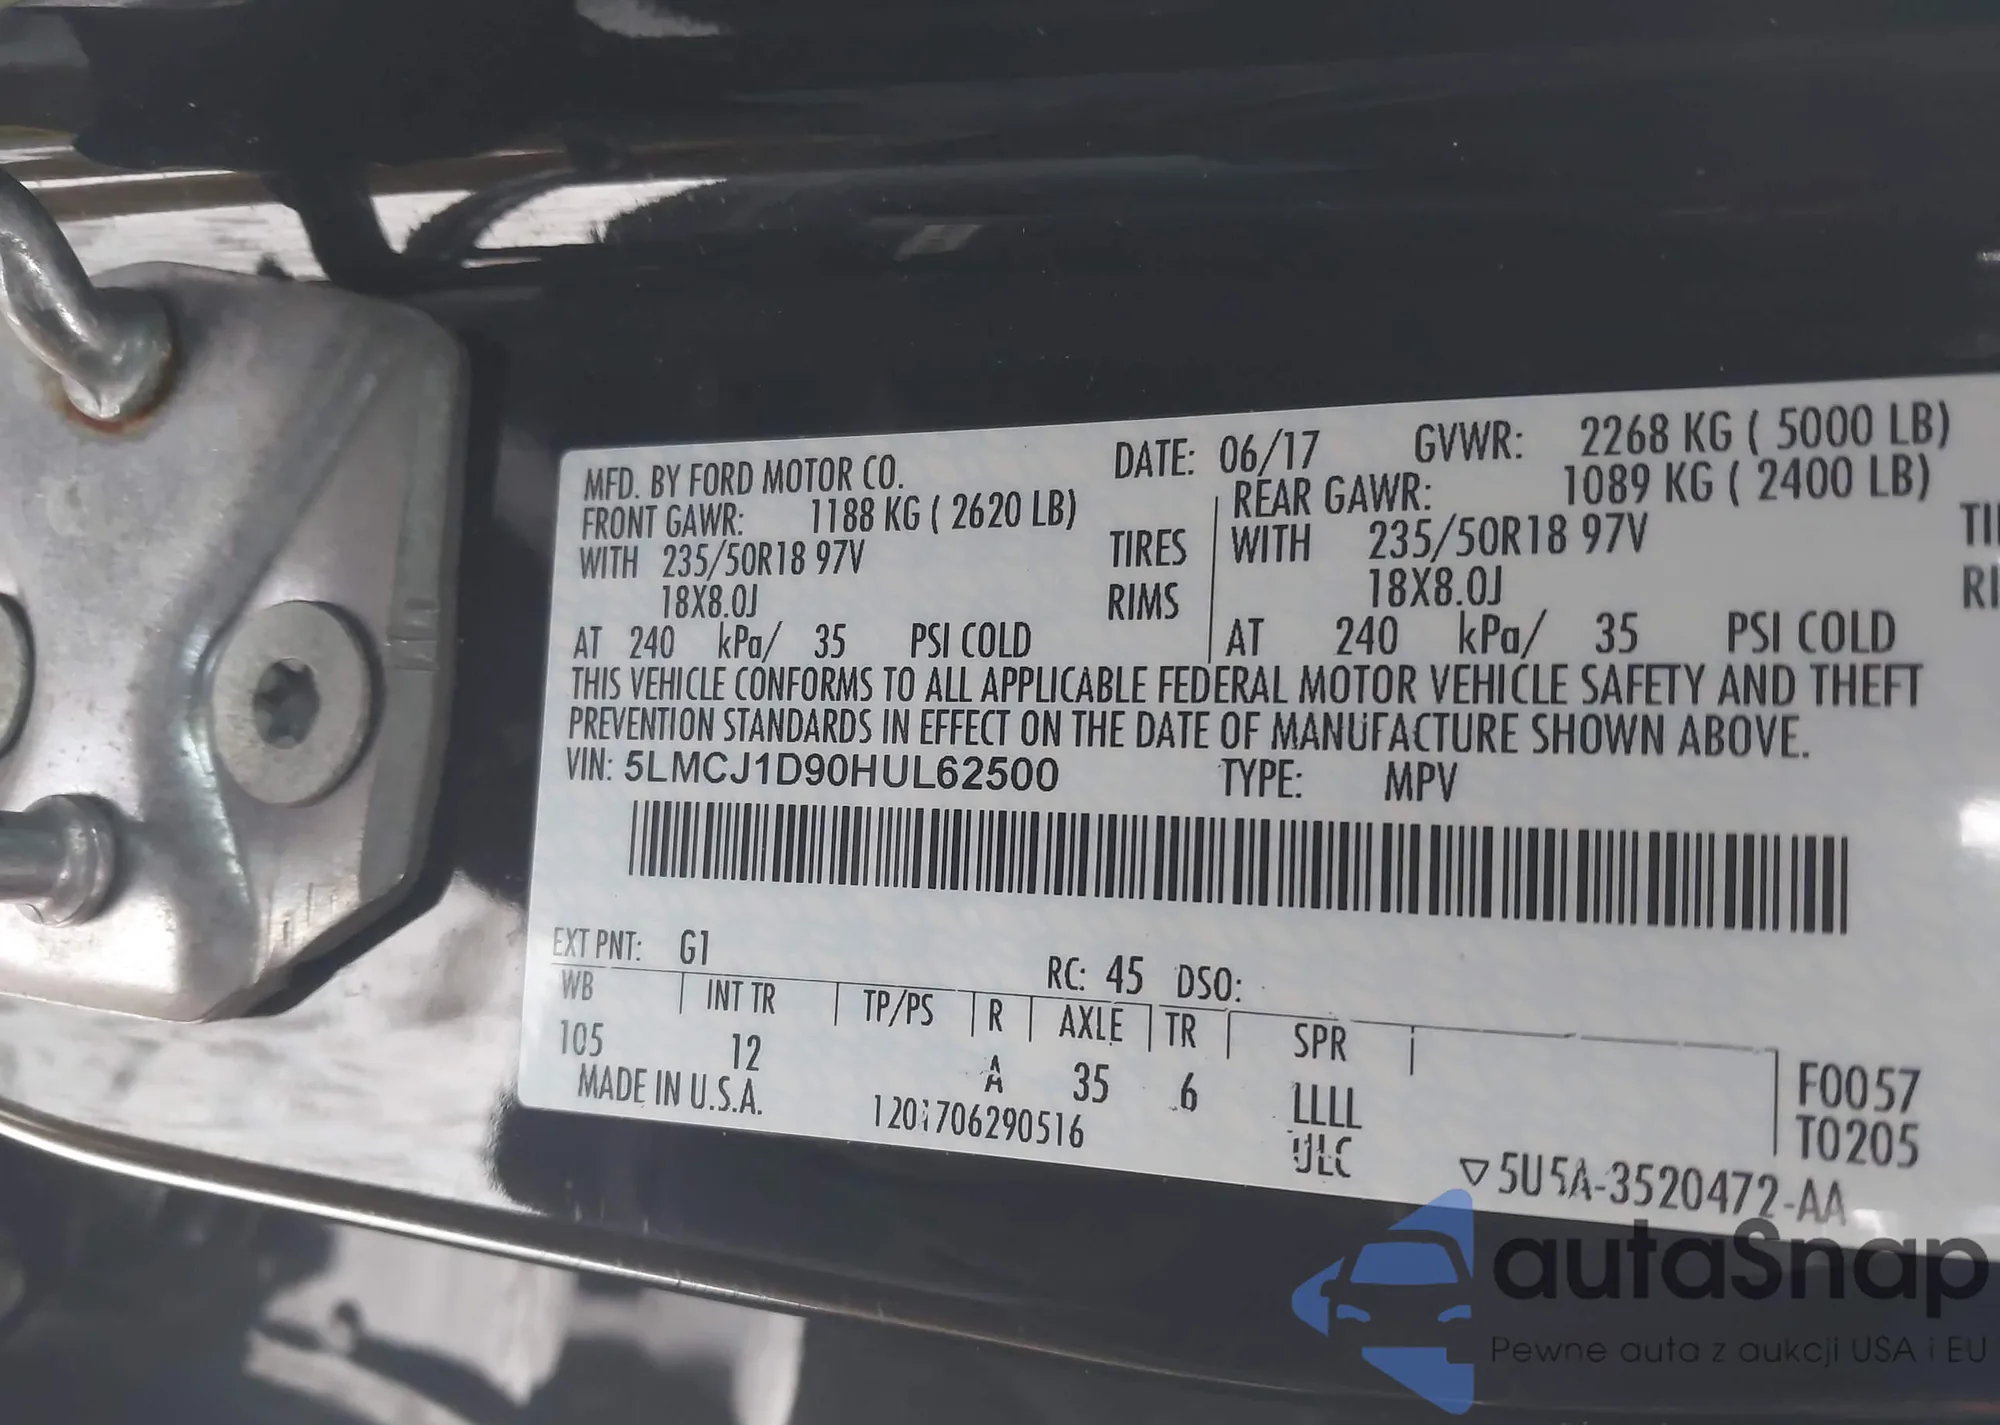 MFD. BY FORD MOTOR CO. DATE: 06/17 GVWR: 2268 KG ( 5000 LB)
FRONT GAWR: 1188 KG ( 2620 LB) REAR GAWR: 1089 KG ( 2400 LB)
WITH 235/50R18 97V TIRES WITH 235/50R18 97V TI
18X8.0J RIMS 18X8.0J RI
AT 240 kPa/ 35 PSI COLD AT 240 kPa/ 35 PSI COLD
THIS VEHICLE CONFORMS TO ALL APPLICABLE FEDERAL MOTOR VEHICLE SAFETY AND THEFT
PREVENTION STANDARDS IN EFFECT ON THE DATE OF MANUFACTURE SHOWN ABOVE.
VIN: 5LMCJ1D90HUL62500 TYPE: MPV
EXT PNT: G1 RC: 45 DSO:
WB INT TR TP/PS R AXLE TR SPR
105 12 A 35 6 LLLL F0057
MADE IN U.S.A. 1201706290516 ULC T0205
5U5A-3520472-AA
autaSnap
Pewne auta z aukcji USA i EU